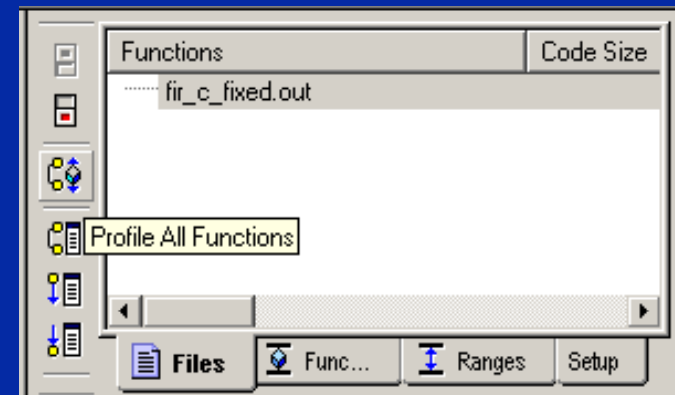 Functions Code Size
fir_c_fixed.out
Profile All Functions
Files Func... Ranges Setup